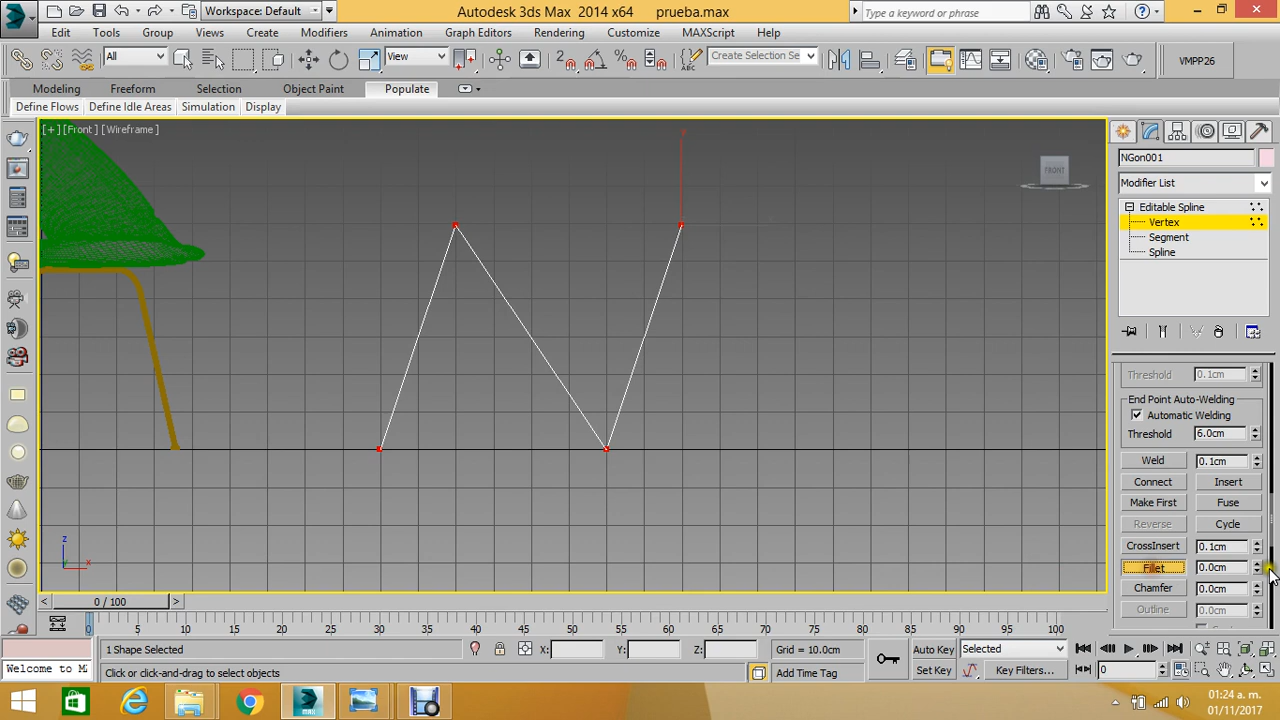 Workspace: Default
Autodesk 3ds Max 2014 x64 prueba.max
Type a keyword or phrase
MAX
Edit Tools Group Views Create Modifiers Animation Graph Editors Rendering Customize MAXScript Help
All
View
Create Selection Se
VMPP26
Modeling Freeform Selection Object Paint Populate
Define Flows Define Idle Areas Simulation Display
[+] [Front] [Wireframe]
FRONT
NGon001
Modifier List
Editable Spline
Vertex
Segment
Spline
Threshold 0.1cm
End Point Auto-Welding
Automatic Welding
Threshold 6.0cm
Weld 0.1cm
Connect Insert
Make First Fuse
Reverse Cycle
CrossInsert 0.1cm
Fillet 0.0cm
Chamfer 0.0cm
Outline 0.0cm
z
x
0 / 100
0 5 10 15 20 25 30 35 40 45 50 55 60 65 70 75 80 85 90 95 100
1 Shape Selected X: Y: Z: Grid = 10.0cm
Auto Key Selected
Welcome to M
Click or click-and-drag to select objects
Add Time Tag
Set Key Key Filters...
0
01:24 a. m.
01/11/2017